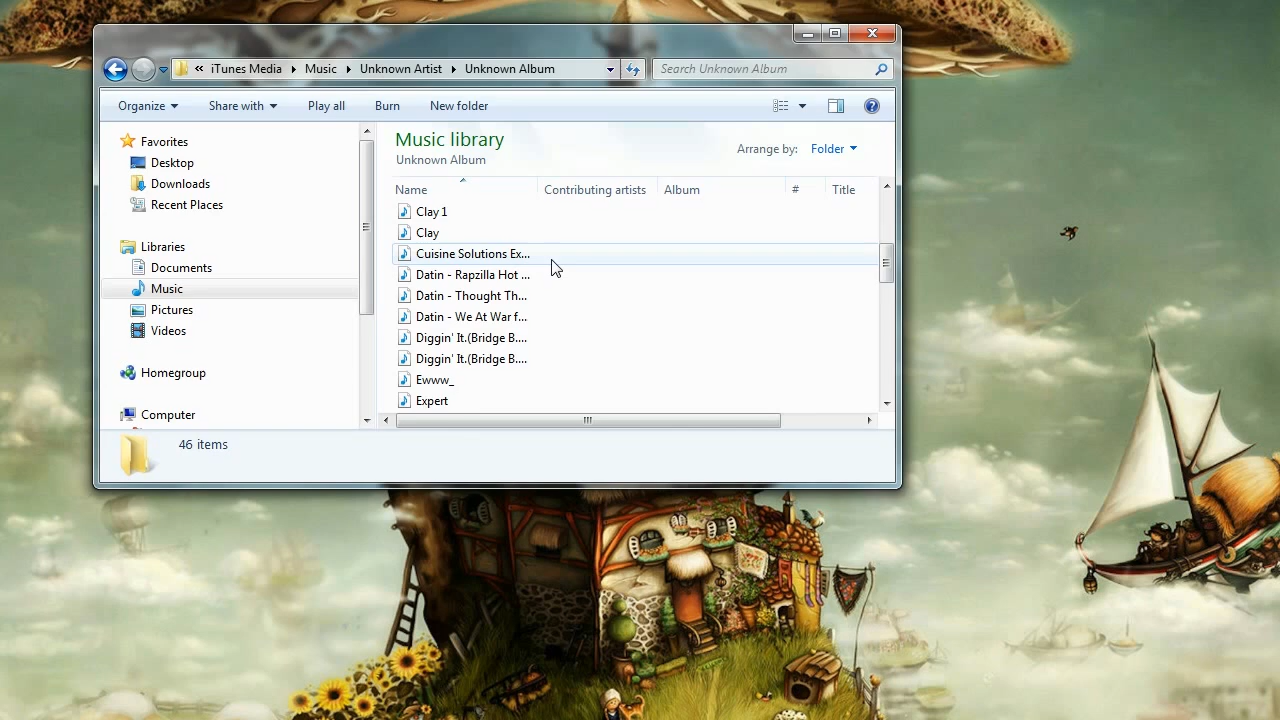 « iTunes Media Music Unknown Artist Unknown Album
Search Unknown Album
Organize Share with Play all Burn New folder
Favorites
Desktop
Downloads
Recent Places
Libraries
Documents
Music
Pictures
Videos
Homegroup
Computer
Music library
Unknown Album
Arrange by: Folder
Name Contributing artists Album # Title
Clay 1
Clay
Cuisine Solutions Ex...
Datin - Rapzilla Hot ...
Datin - Thought Th...
Datin - We At War f...
Diggin' It.(Bridge B....
Diggin' It.(Bridge B....
Ewww_
Expert
46 items